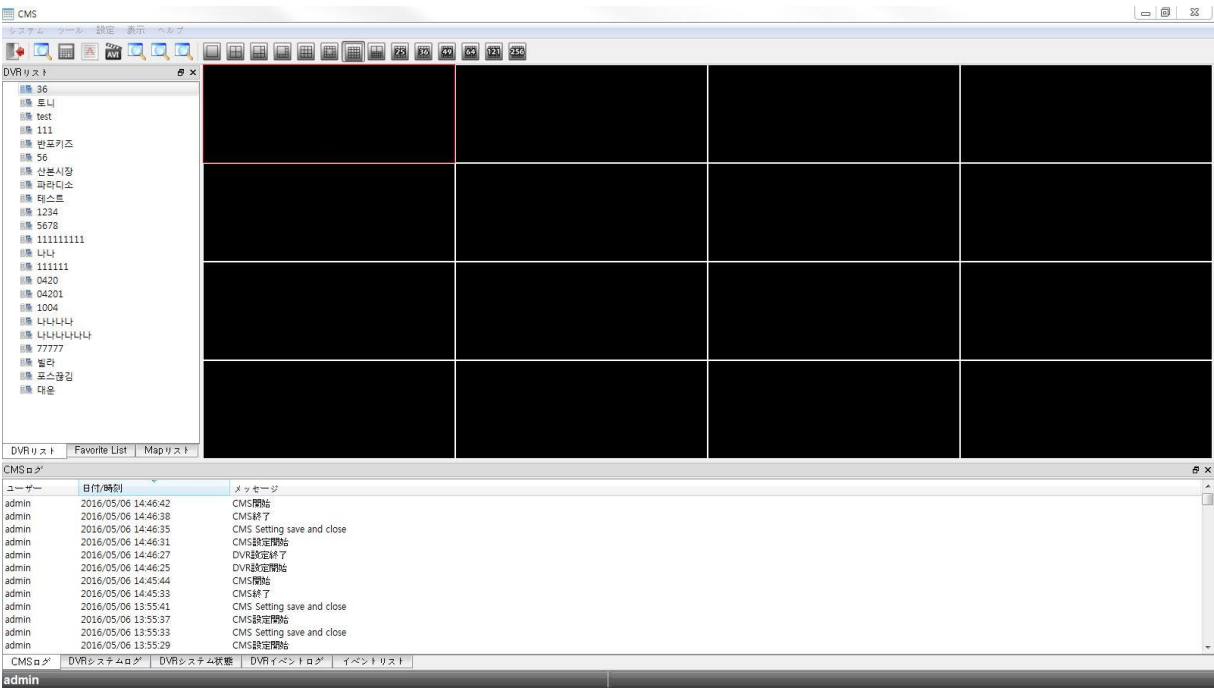 CMS
システム ツール 設定 表示 ヘルプ
AVI 25 36 49 64 121 256
DVRリスト
36
토니
test
111
반포키즈
56
산본시장
파라디소
테스트
1234
5678
111111111
나나
111111
0420
04201
1004
나나나나
나나나나나나
77777
빌라
포스끊김
대운
DVRリスト Favorite List Mapリスト
CMSログ
ユーザー 日付/時刻 メッセージ
admin 2016/05/06 14:46:42 CMS開始
admin 2016/05/06 14:46:38 CMS終了
admin 2016/05/06 14:46:35 CMS Setting save and close
admin 2016/05/06 14:46:31 CMS設定開始
admin 2016/05/06 14:46:27 DVR設定終了
admin 2016/05/06 14:46:25 DVR設定開始
admin 2016/05/06 14:45:44 CMS開始
admin 2016/05/06 14:45:33 CMS終了
admin 2016/05/06 13:55:41 CMS Setting save and close
admin 2016/05/06 13:55:37 CMS設定開始
admin 2016/05/06 13:55:33 CMS Setting save and close
admin 2016/05/06 13:55:29 CMS設定開始
CMSログ DVRシステムログ DVRシステム状態 DVRイベントログ イベントリスト
admin